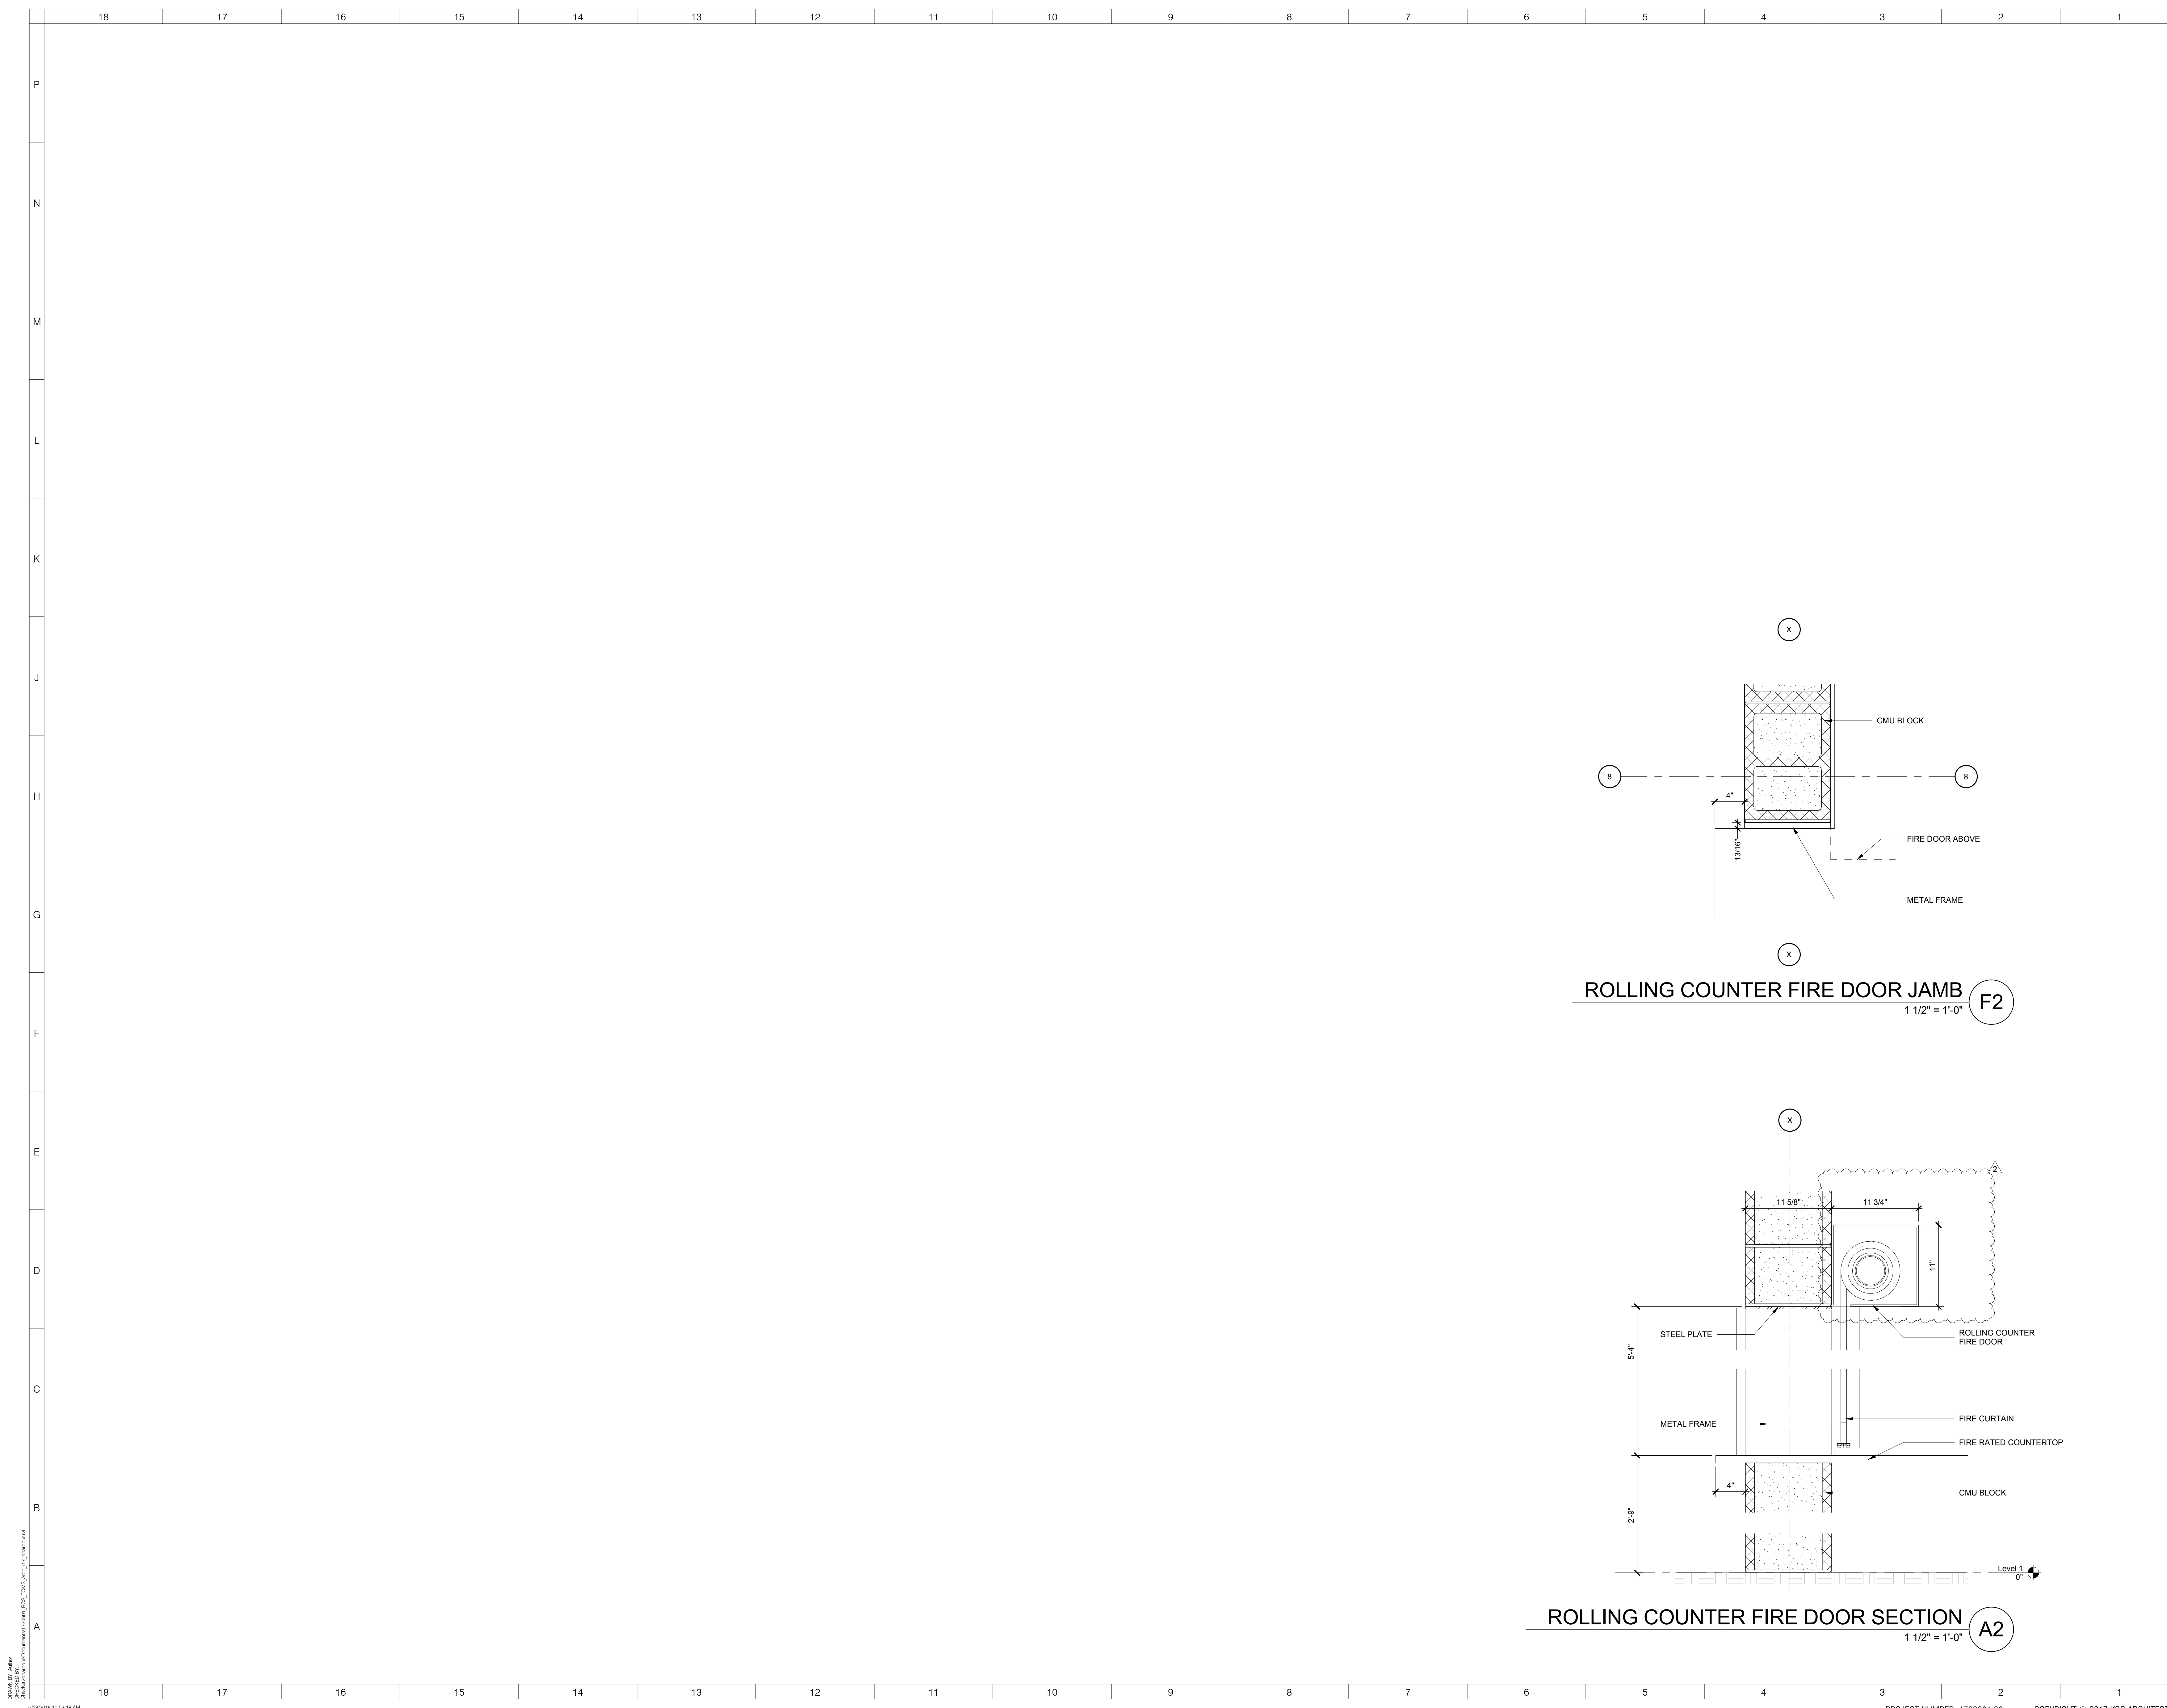 18 17 16 15 14 13 12 11 10 9 8 7 6 5 4 3 2 1
P
N
M
L
K
J
H
G
F
E
D
C
B
A
X
CMU BLOCK
8 8
4"
13/16"
FIRE DOOR ABOVE
METAL FRAME
X
ROLLING COUNTER FIRE DOOR JAMB
F2
1 1/2" = 1'-0"
X
2
11 5/8" 11 3/4"
11"
STEEL PLATE
ROLLING COUNTER
FIRE DOOR
5'-4"
METAL FRAME
FIRE CURTAIN
FIRE RATED COUNTERTOP
4"
CMU BLOCK
2'-9"
Level 1
0"
ROLLING COUNTER FIRE DOOR SECTION
A2
1 1/2" = 1'-0"
DRAWN BY: Author
CHECKED BY:
18 17 16 15 14 13 12 11 10 9 8 7 6 5 4 3 2 1